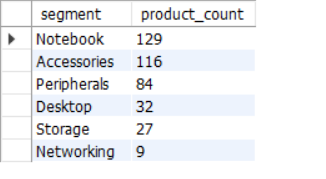 segment product_count
Notebook 129
Accessories 116
Peripherals 84
Desktop 32
Storage 27
Networking 9